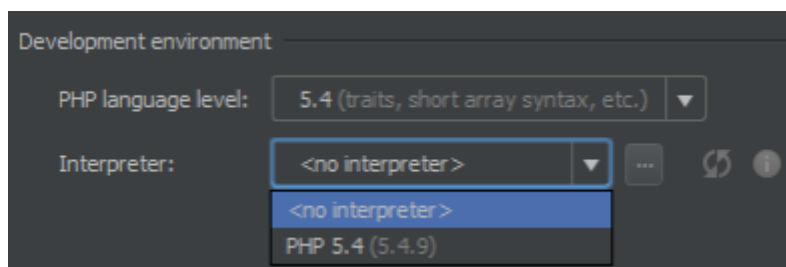 Development environment
PHP language level: 5.4 (traits, short array syntax, etc.)
Interpreter: <no interpreter> ...
<no interpreter>
PHP 5.4 (5.4.9)